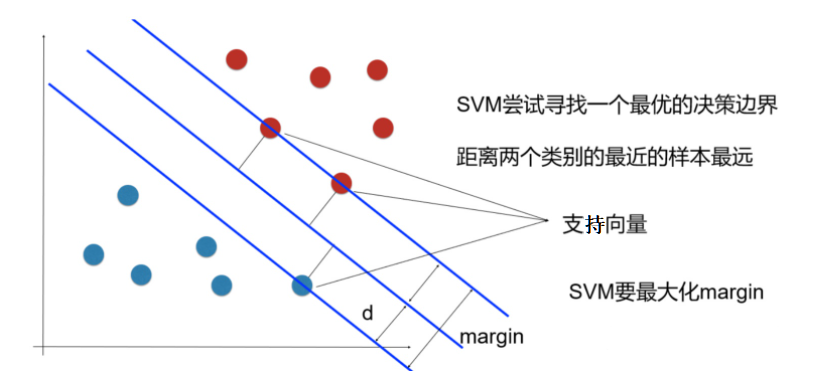 SVM尝试寻找一个最优的决策边界
距离两个类别的最近的样本最远
支持向量
SVM要最大化margin
d
margin